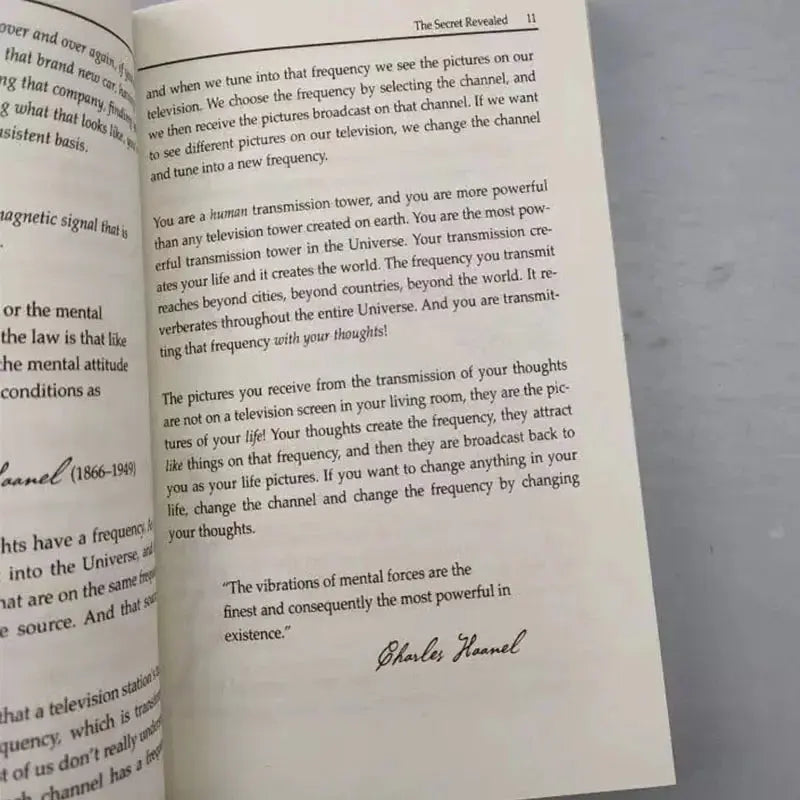 over and over again, if
that brand new car,
ng that company, finding
g what that looks like,
nsistent basis.
magnetic signal that is
or the mental
the law is that like
the mental attitude
conditions as
Haanel (1866–1949)
hts have a frequency.
into the Universe, and
hat are on the same
e source. And that
that a television station's
quency, which is
st of us don't really
channel has a
The Secret Revealed 11
and when we tune into that frequency we see the pictures on our
television. We choose the frequency by selecting the channel, and
we then receive the pictures broadcast on that channel. If we want
to see different pictures on our television, we change the channel
and tune into a new frequency.
You are a human transmission tower, and you are more powerful
than any television tower created on earth. You are the most pow-
erful transmission tower in the Universe. Your transmission cre-
ates your life and it creates the world. The frequency you transmit
reaches beyond cities, beyond countries, beyond the world. It re-
verberates throughout the entire Universe. And you are transmit-
ting that frequency with your thoughts!
The pictures you receive from the transmission of your thoughts
are not on a television screen in your living room, they are the pic-
tures of your life! Your thoughts create the frequency, they attract
like things on that frequency, and then they are broadcast back to
you as your life pictures. If you want to change anything in your
life, change the channel and change the frequency by changing
your thoughts.
"The vibrations of mental forces are the
finest and consequently the most powerful in
existence."
Charles Haanel